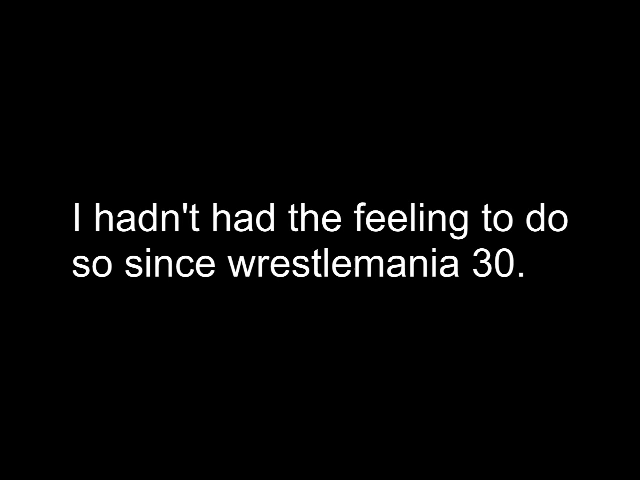 I hadn't had the feeling to do
so since wrestlemania 30.